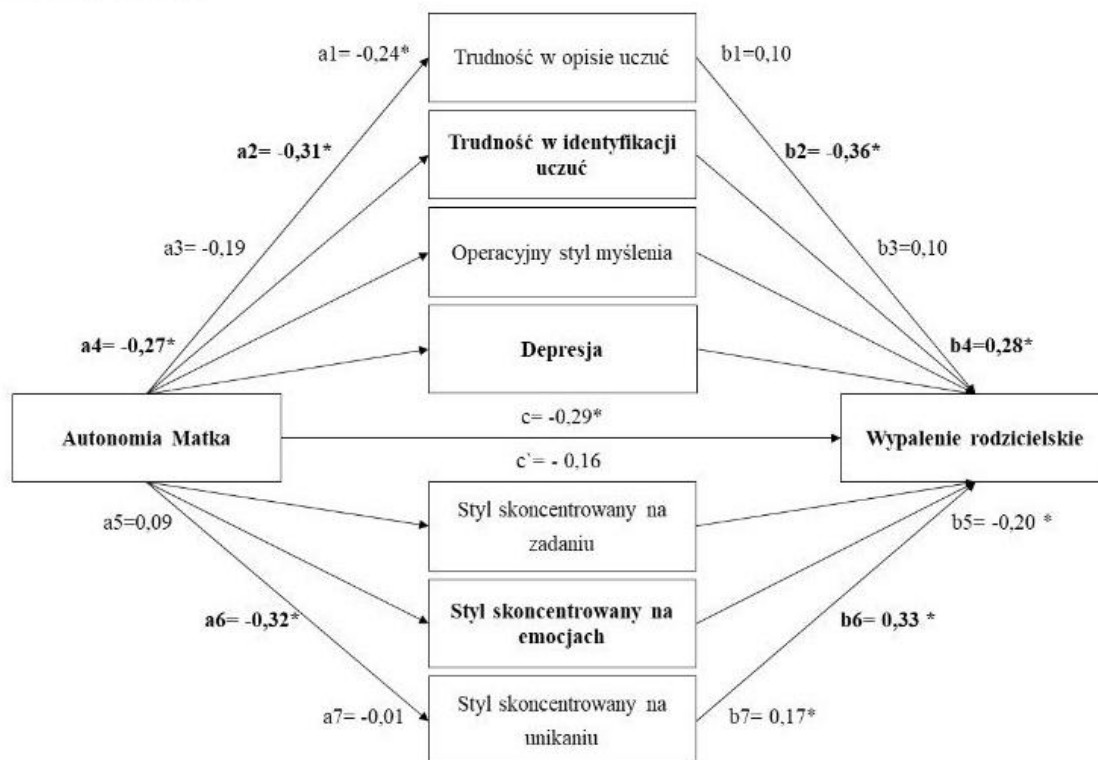 a1= -0,24*
Trudność w opisie uczuć
b1=0,10
a2= -0,31*
Trudność w identyfikacji
uczuć
b2= -0,36*
a3= -0,19
Operacyjny styl myślenia
b3=0,10
a4= -0,27*
Depresja
b4=0,28*
Autonomia Matka
c= -0,29*
c`= - 0,16
Wypalenie rodzicielskie
a5=0,09
Styl skoncentrowany na
zadaniu
b5= -0,20 *
a6= -0,32*
Styl skoncentrowany na
emocjach
b6= 0,33 *
a7= -0,01
Styl skoncentrowany na
unikaniu
b7= 0,17*